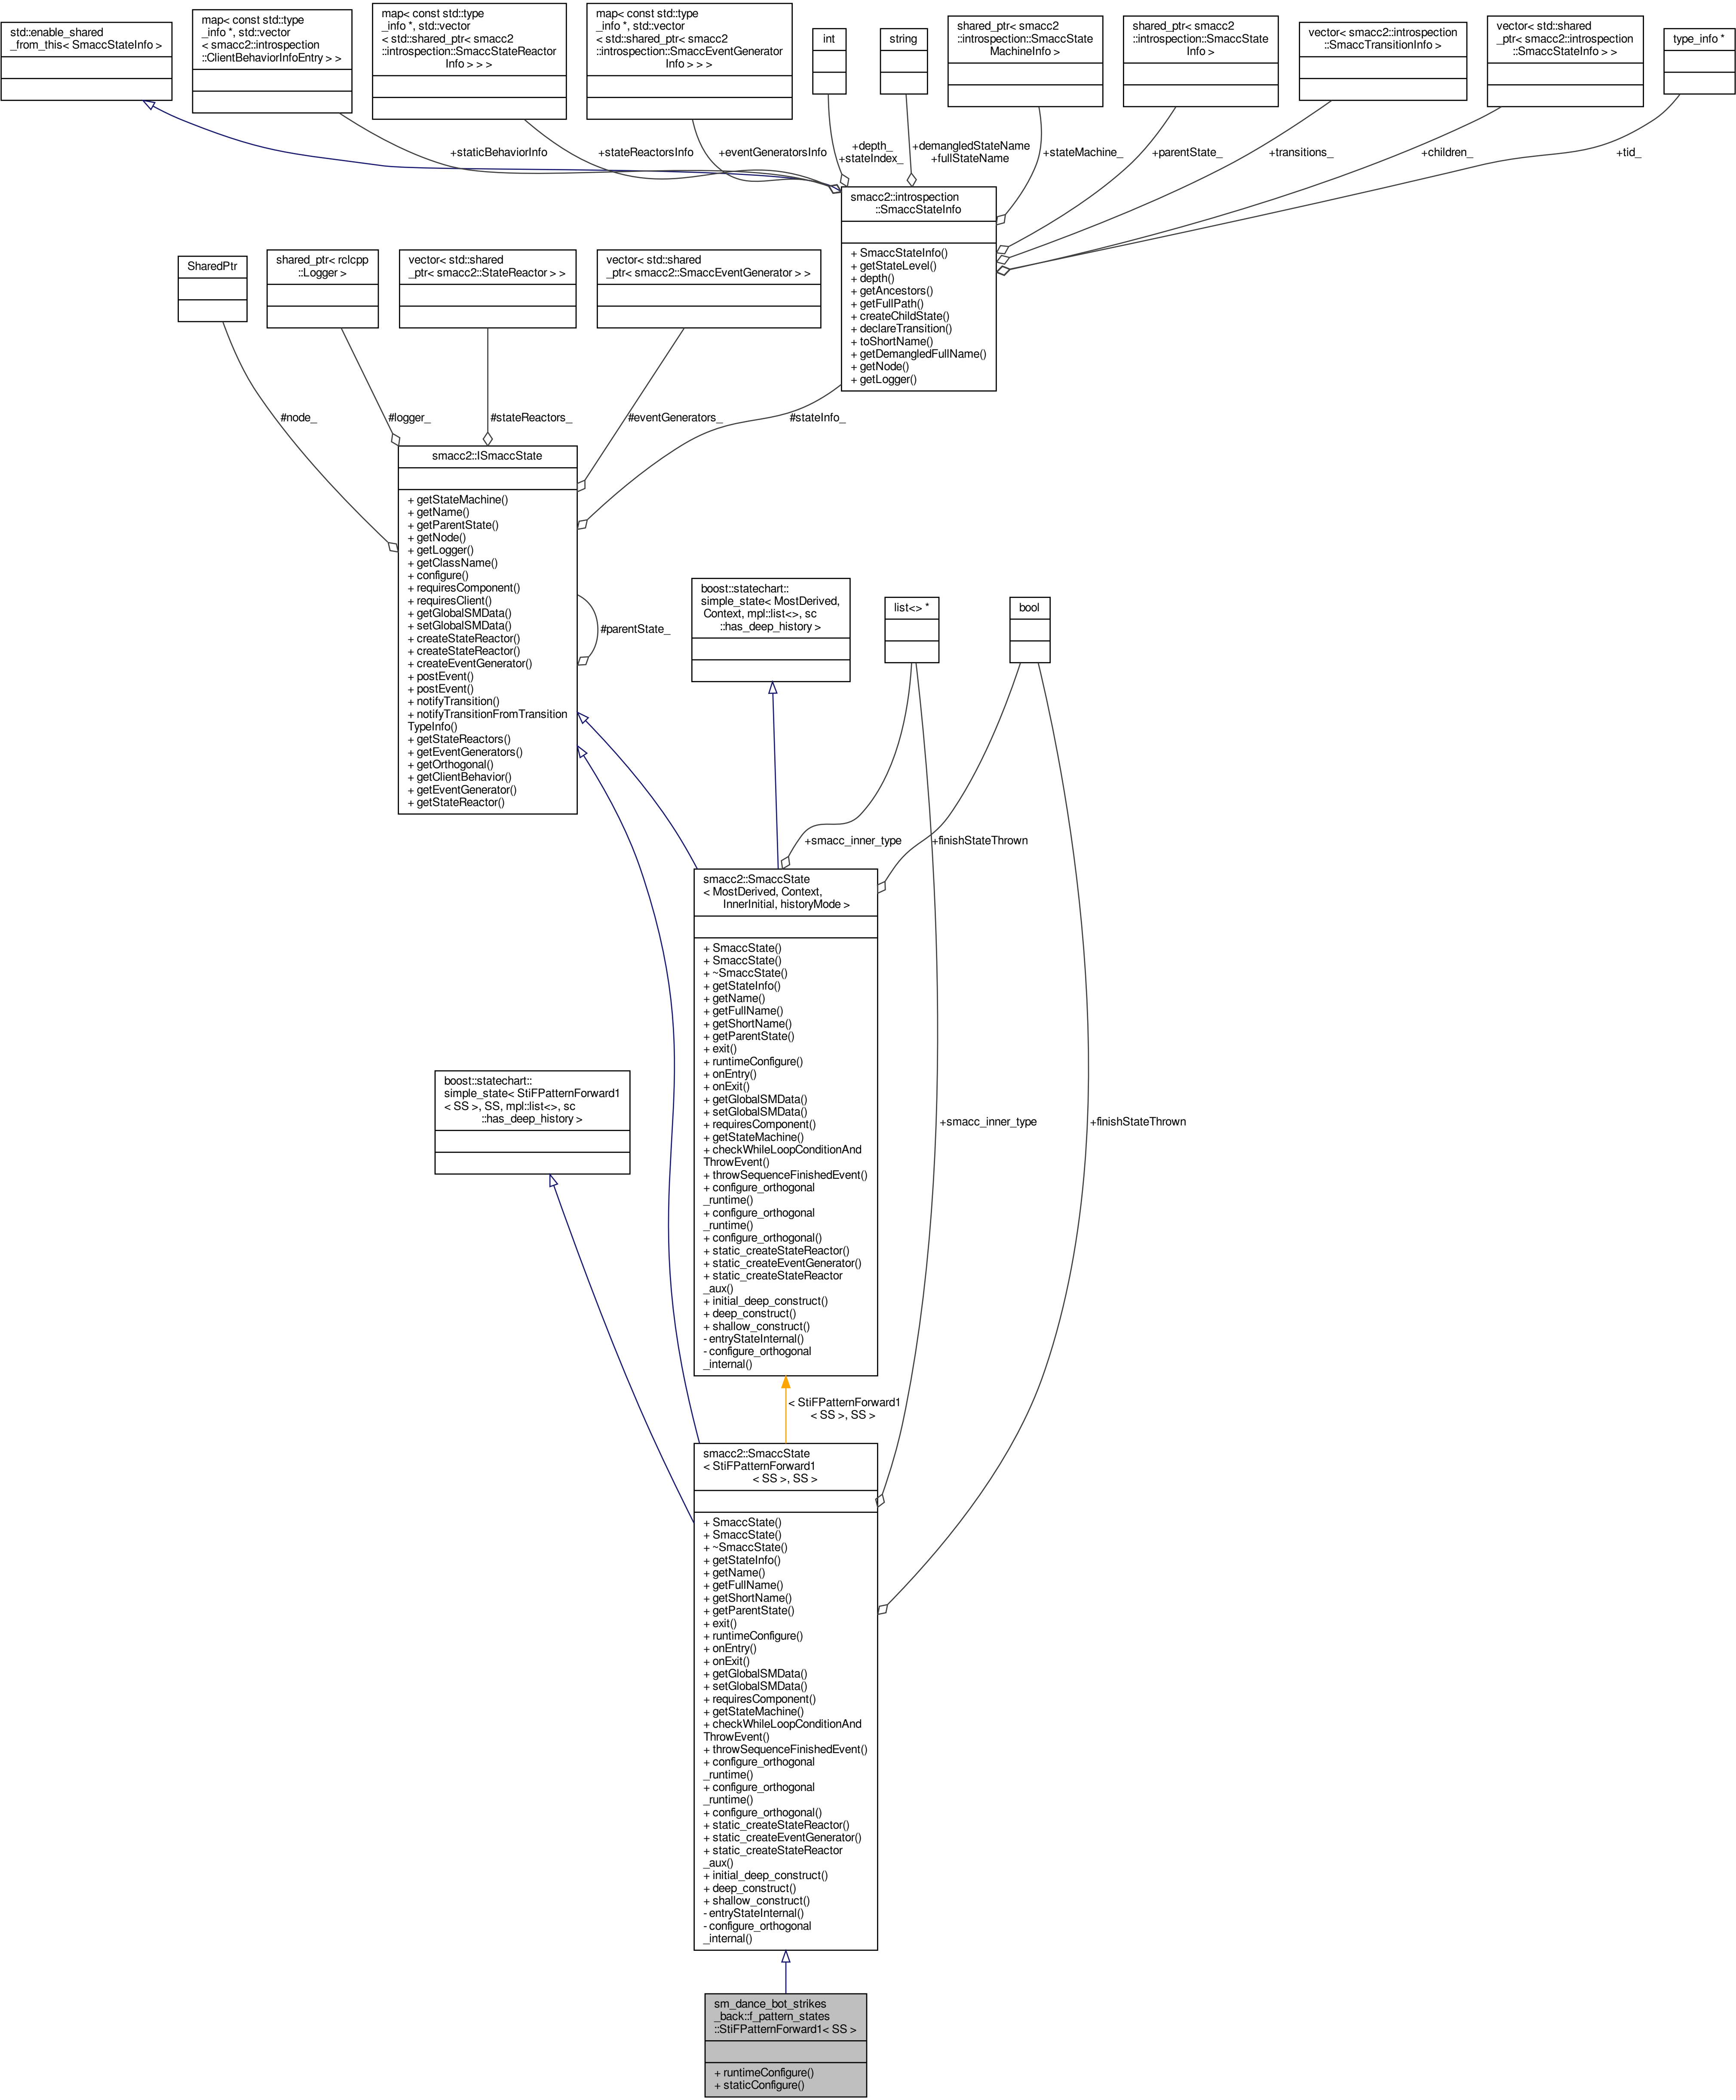 std::enable_shared
_from_this< SmaccStateInfo >
map< const std::type
_info *, std::vector
< smacc2::introspection
::ClientBehaviorInfoEntry > >
map< const std::type
_info *, std::vector
< std::shared_ptr< smacc2
::introspection::SmaccStateReactor
Info > > >
map< const std::type
_info *, std::vector
< std::shared_ptr< smacc2
::introspection::SmaccEventGenerator
Info > > >
int
string
shared_ptr< smacc2
::introspection::SmaccState
MachineInfo >
shared_ptr< smacc2
::introspection::SmaccState
Info >
vector< smacc2::introspection
::SmaccTransitionInfo >
vector< std::shared
_ptr< smacc2::introspection
::SmaccStateInfo > >
type_info *
+staticBehaviorInfo
+stateReactorsInfo
+eventGeneratorsInfo
+depth_
+stateIndex_
+demangledStateName
+fullStateName
+stateMachine_
+parentState_
+transitions_
+children_
+tid_
smacc2::introspection
::SmaccStateInfo
+ SmaccStateInfo()
+ getStateLevel()
+ depth()
+ getAncestors()
+ getFullPath()
+ createChildState()
+ declareTransition()
+ toShortName()
+ getDemangledFullName()
+ getNode()
+ getLogger()
SharedPtr
shared_ptr< rclcpp
::Logger >
vector< std::shared
_ptr< smacc2::StateReactor > >
vector< std::shared
_ptr< smacc2::SmaccEventGenerator > >
#node_
#logger_
#stateReactors_
#eventGenerators_
#stateInfo_
smacc2::ISmaccState
+ getStateMachine()
+ getName()
+ getParentState()
+ getNode()
+ getLogger()
+ getClassName()
+ configure()
+ requiresComponent()
+ requiresClient()
+ getGlobalSMData()
+ setGlobalSMData()
+ createStateReactor()
+ createStateReactor()
+ createEventGenerator()
+ postEvent()
+ postEvent()
+ notifyTransition()
+ notifyTransitionFromTransition
TypeInfo()
+ getStateReactors()
+ getEventGenerators()
+ getOrthogonal()
+ getClientBehavior()
+ getEventGenerator()
+ getStateReactor()
#parentState_
boost::statechart::
simple_state< MostDerived,
Context, mpl::list<>, sc
::has_deep_history >
list<> *
bool
+smacc_inner_type
+finishStateThrown
smacc2::SmaccState
< MostDerived, Context,
InnerInitial, historyMode >
+ SmaccState()
+ SmaccState()
+ ~SmaccState()
+ getStateInfo()
+ getName()
+ getFullName()
+ getShortName()
+ getParentState()
+ exit()
+ runtimeConfigure()
+ onEntry()
+ onExit()
+ getGlobalSMData()
+ setGlobalSMData()
+ requiresComponent()
+ getStateMachine()
+ checkWhileLoopConditionAnd
ThrowEvent()
+ throwSequenceFinishedEvent()
+ configure_orthogonal
_runtime()
+ configure_orthogonal
_runtime()
+ configure_orthogonal()
+ static_createStateReactor()
+ static_createEventGenerator()
+ static_createStateReactor
_aux()
+ initial_deep_construct()
+ deep_construct()
+ shallow_construct()
- entryStateInternal()
- configure_orthogonal
_internal()
boost::statechart::
simple_state< StiFPatternForward1
< SS >, SS, mpl::list<>, sc
::has_deep_history >
+smacc_inner_type
+finishStateThrown
< StiFPatternForward1
< SS >, SS >
smacc2::SmaccState
< StiFPatternForward1
< SS >, SS >
+ SmaccState()
+ SmaccState()
+ ~SmaccState()
+ getStateInfo()
+ getName()
+ getFullName()
+ getShortName()
+ getParentState()
+ exit()
+ runtimeConfigure()
+ onEntry()
+ onExit()
+ getGlobalSMData()
+ setGlobalSMData()
+ requiresComponent()
+ getStateMachine()
+ checkWhileLoopConditionAnd
ThrowEvent()
+ throwSequenceFinishedEvent()
+ configure_orthogonal
_runtime()
+ configure_orthogonal
_runtime()
+ configure_orthogonal()
+ static_createStateReactor()
+ static_createEventGenerator()
+ static_createStateReactor
_aux()
+ initial_deep_construct()
+ deep_construct()
+ shallow_construct()
- entryStateInternal()
- configure_orthogonal
_internal()
sm_dance_bot_strikes
_back::f_pattern_states
::StiFPatternForward1< SS >
+ runtimeConfigure()
+ staticConfigure()